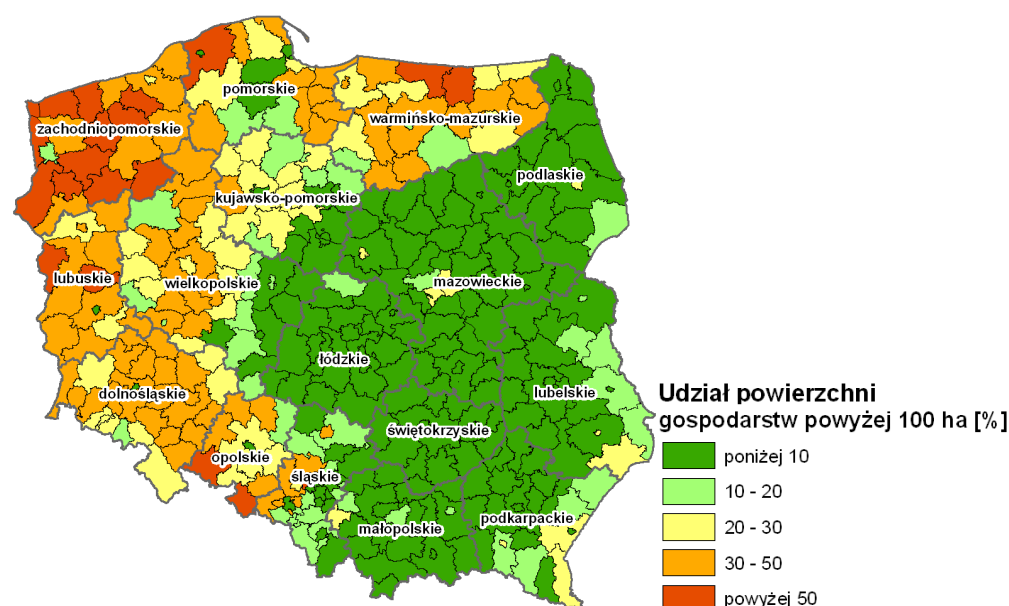 pomorskie
warmińsko-mazurskie
zachodniopomorskie
podlaskie
kujawsko-pomorskie
lubuskie
wielkopolskie
mazowieckie
łódzkie
dolnośląskie
lubelskie
świętokrzyskie
opolskie
śląskie
podkarpackie
małopolskie
Udział powierzchni
gospodarstw powyżej 100 ha [%]
poniżej 10
10 - 20
20 - 30
30 - 50
powyżej 50